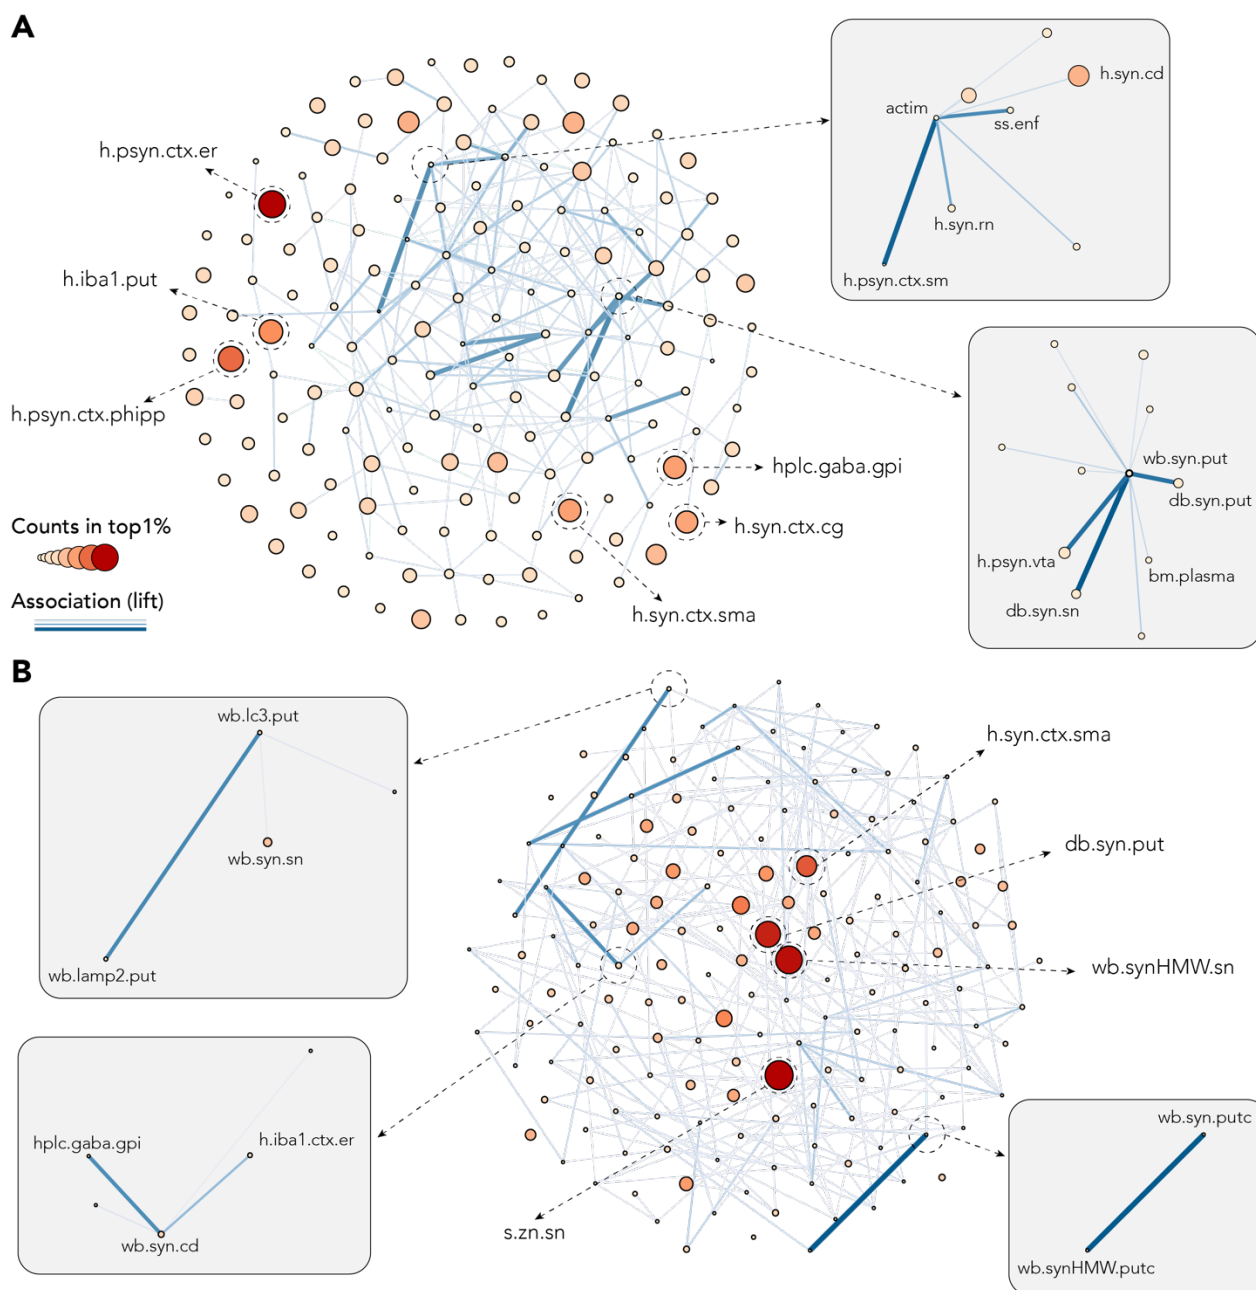 A
h.psyn.ctx.er
h.iba1.put
h.psyn.ctx.phipp
Counts in top1%
Association (lift)
hplc.gaba.gpi
h.syn.ctx.cg
h.syn.ctx.sma
h.syn.cd
actim
ss.enf
h.syn.rn
h.psyn.ctx.sm
wb.syn.put
db.syn.put
h.psyn.vta
bm.plasma
db.syn.sn
B
wb.lc3.put
wb.syn.sn
wb.lamp2.put
hplc.gaba.gpi
h.iba1.ctx.er
wb.syn.cd
h.syn.ctx.sma
db.syn.put
wb.synHMW.sn
s.zn.sn
wb.syn.putc
wb.synHMW.putc